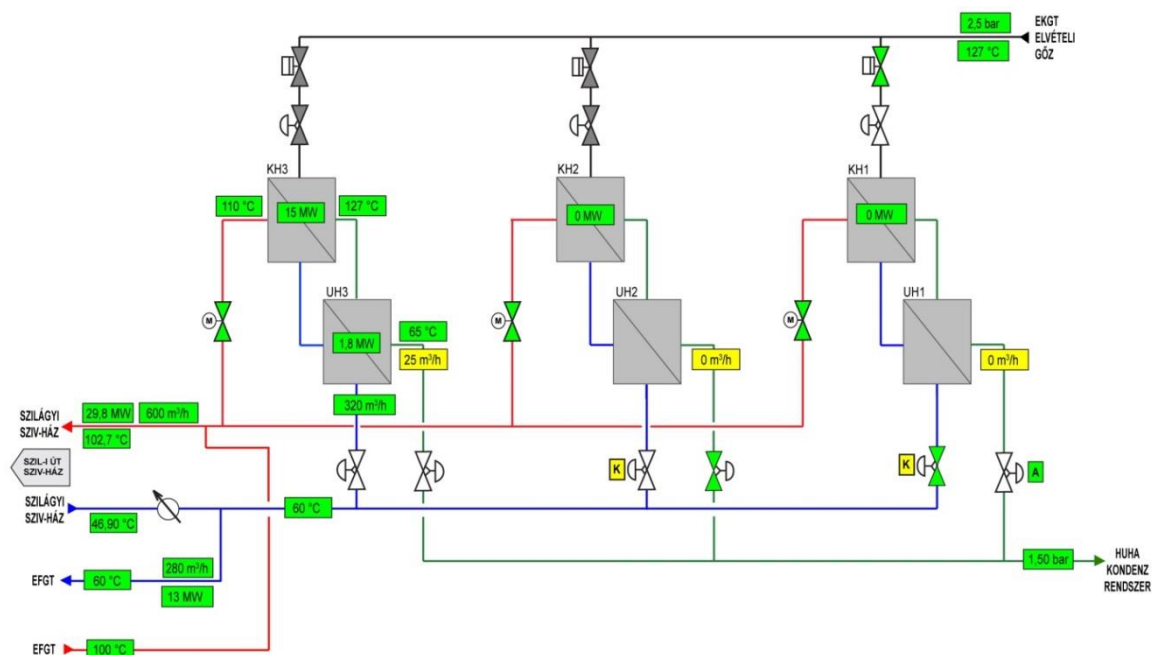 2,5 bar
127 °C
EKGT
ELVÉTELI
GŐZ
KH3
KH2
KH1
110 °C
15 MW
127 °C
0 MW
0 MW
UH3
UH2
UH1
M
M
M
1,8 MW
65 °C
25 m³/h
0 m³/h
0 m³/h
320 m³/h
SZILÁGYI
SZIV-HÁZ
29,8 MW
600 m³/h
102,7 °C
SZIL-I ÚT
SZIV-HÁZ
K
K
A
SZILÁGYI
SZIV-HÁZ
46,90 °C
60 °C
EFGT
60 °C
280 m³/h
13 MW
1,50 bar
HUHA
KONDENZ
RENDSZER
EFGT
100 °C